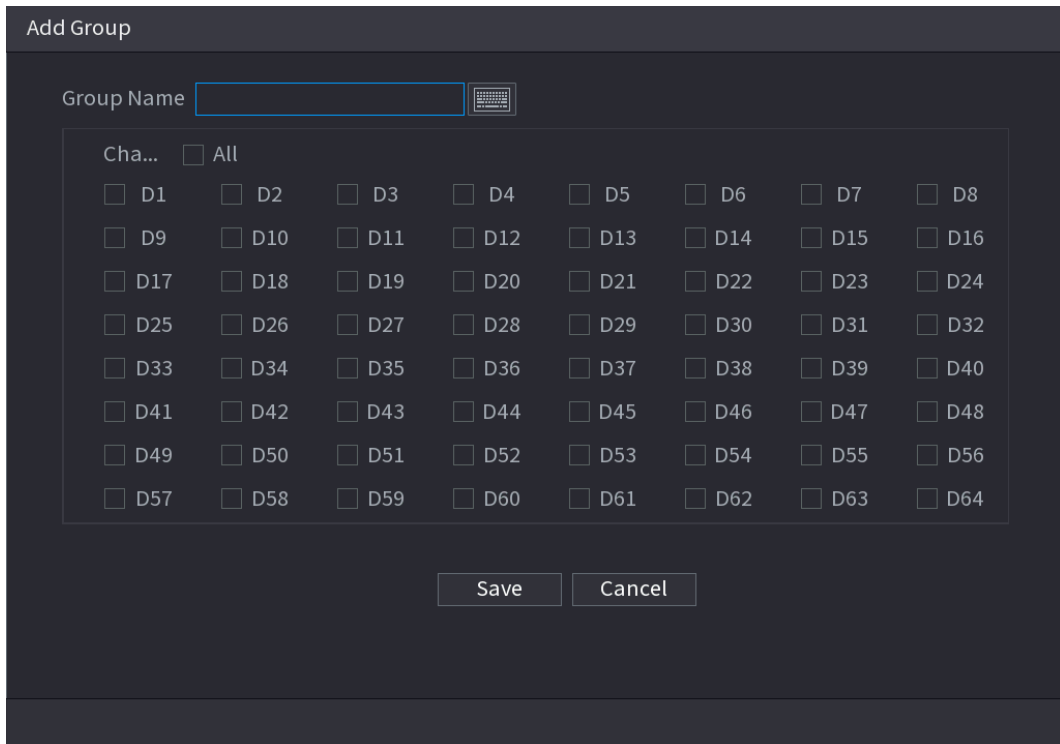 Add Group
Group Name
Cha... All
D1 D2 D3 D4 D5 D6 D7 D8
D9 D10 D11 D12 D13 D14 D15 D16
D17 D18 D19 D20 D21 D22 D23 D24
D25 D26 D27 D28 D29 D30 D31 D32
D33 D34 D35 D36 D37 D38 D39 D40
D41 D42 D43 D44 D45 D46 D47 D48
D49 D50 D51 D52 D53 D54 D55 D56
D57 D58 D59 D60 D61 D62 D63 D64
Save Cancel